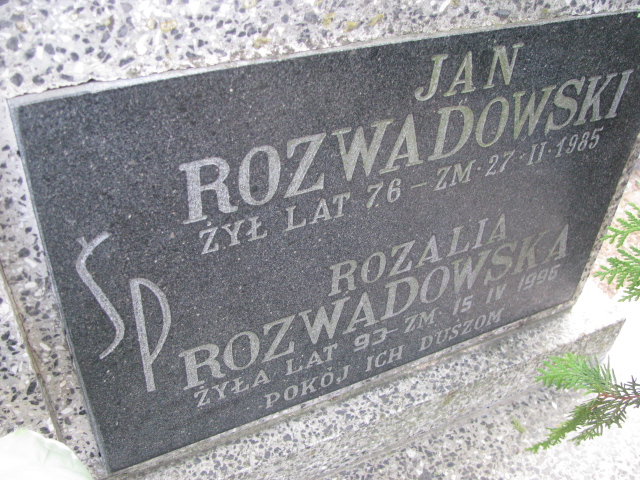 JAN
ROZWADOWSKI
ŻYŁ LAT 76 – ZM. 27. II. 1985
ROZALIA
ROZWADOWSKA
ŻYŁA LAT 93 – ZM. 15 IV 1996
POKÓJ ICH DUSZOM
ŚP